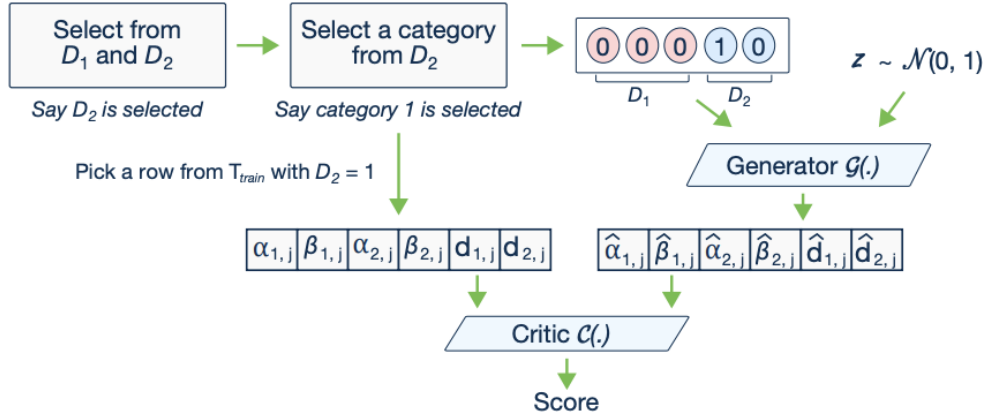 Select from
D₁ and D₂
Select a category
from D₂
0 0 0 1 0
D₁ D₂
z ~ 𝒩(0, 1)
Say D₂ is selected
Say category 1 is selected
Pick a row from T_train with D₂ = 1
Generator 𝒢(.)
α₁,ⱼ β₁,ⱼ α₂,ⱼ β₂,ⱼ d₁,ⱼ d₂,ⱼ
α̂₁,ⱼ β̂₁,ⱼ α̂₂,ⱼ β̂₂,ⱼ d̂₁,ⱼ d̂₂,ⱼ
Critic 𝒞(.)
Score